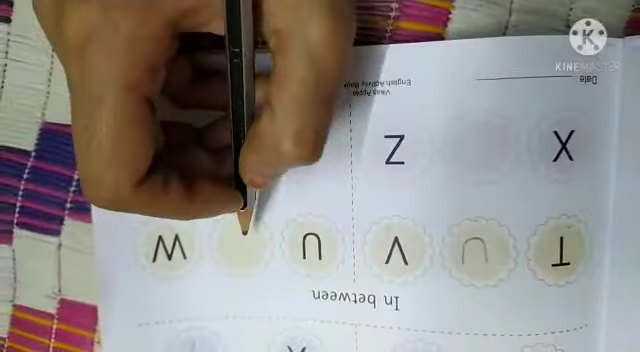 In between
T U V U W
X Z
Vikas Apple
Date :
English Activity Book
KINEMASTER